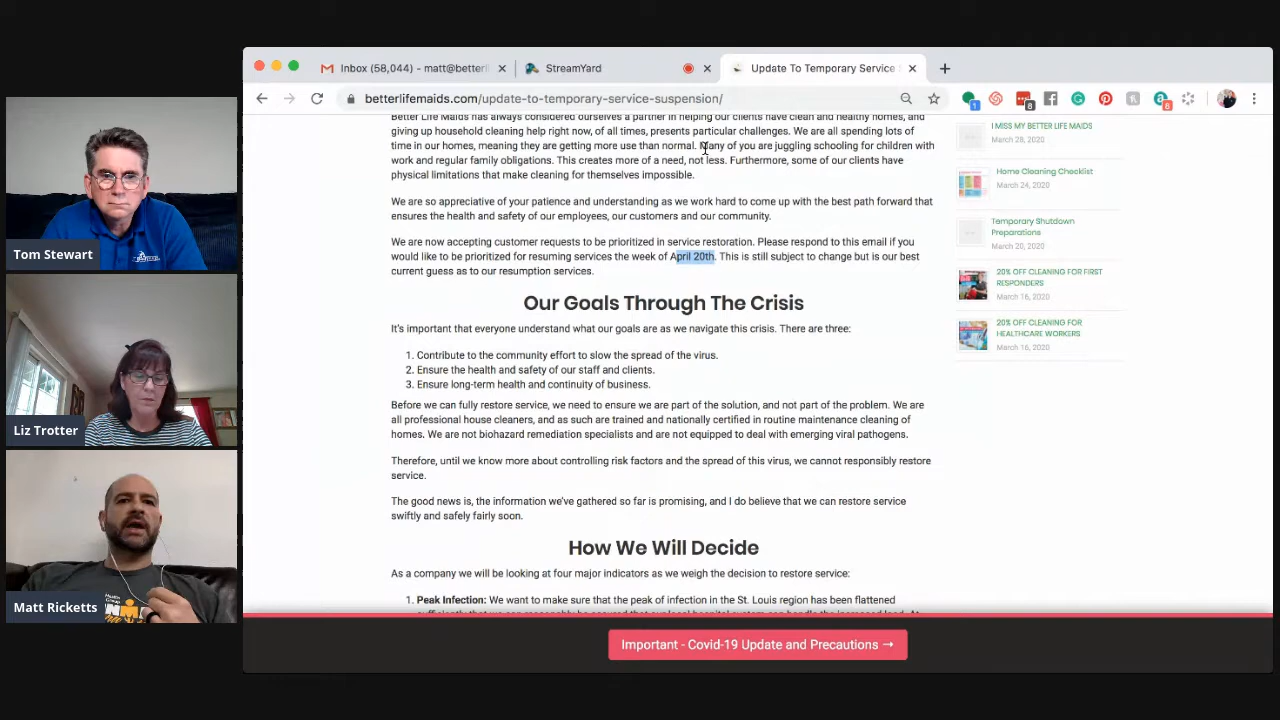 Inbox (58,044) - matt@betterl
StreamYard
Update To Temporary Service
betterlifemaids.com/update-to-temporary-service-suspension/
1
8
8
Better Life Maids has always considered ourselves a partner in helping our clients have clean and healthy homes, and
giving up household cleaning help right now, of all times, presents particular challenges. We are all spending lots of
time in our homes, meaning they are getting more use than normal. Many of you are juggling schooling for children with
work and regular family obligations. This creates more of a need, not less. Furthermore, some of our clients have
physical limitations that make cleaning for themselves impossible.
We are so appreciative of your patience and understanding as we work hard to come up with the best path forward that
ensures the health and safety of our employees, our customers and our community.
We are now accepting customer requests to be prioritized in service restoration. Please respond to this email if you
would like to be prioritized for resuming services the week of April 20th. This is still subject to change but is our best
current guess as to our resumption services.
Our Goals Through The Crisis
It's important that everyone understand what our goals are as we navigate this crisis. There are three:
1. Contribute to the community effort to slow the spread of the virus.
2. Ensure the health and safety of our staff and clients.
3. Ensure long-term health and continuity of business.
Before we can fully restore service, we need to ensure we are part of the solution, and not part of the problem. We are
all professional house cleaners, and as such are trained and nationally certified in routine maintenance cleaning of
homes. We are not biohazard remediation specialists and are not equipped to deal with emerging viral pathogens.
Therefore, until we know more about controlling risk factors and the spread of this virus, we cannot responsibly restore
service.
The good news is, the information we've gathered so far is promising, and I do believe that we can restore service
swiftly and safely fairly soon.
How We Will Decide
As a company we will be looking at four major indicators as we weigh the decision to restore service:
1. Peak Infection: We want to make sure that the peak of infection in the St. Louis region has been flattened
I MISS MY BETTER LIFE MAIDS
March 28, 2020
Home Cleaning Checklist
March 24, 2020
Temporary Shutdown
Preparations
March 20, 2020
20% OFF CLEANING FOR FIRST
RESPONDERS
March 16, 2020
20% OFF CLEANING FOR
HEALTHCARE WORKERS
March 16, 2020
Important - Covid-19 Update and Precautions →
Tom Stewart
Liz Trotter
Matt Ricketts